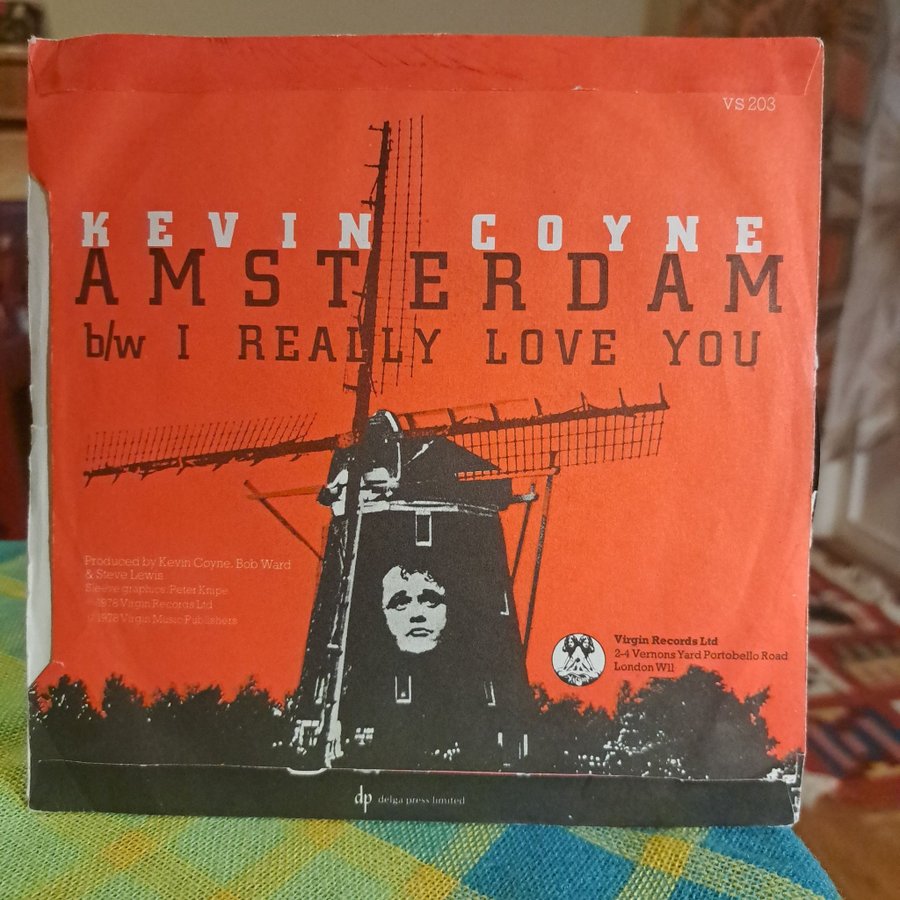 VS 203
KEVIN COYNE
AMSTERDAM
b/w I REALLY LOVE YOU
Produced by Kevin Coyne, Bob Ward
& Steve Lewis
Sleeve graphics: Peter Knipe
℗ 1978 Virgin Records Ltd
© 1978 Virgin Music Publishers
Virgin Records Ltd
2-4 Vernons Yard Portobello Road
London W11
dp delga press limited